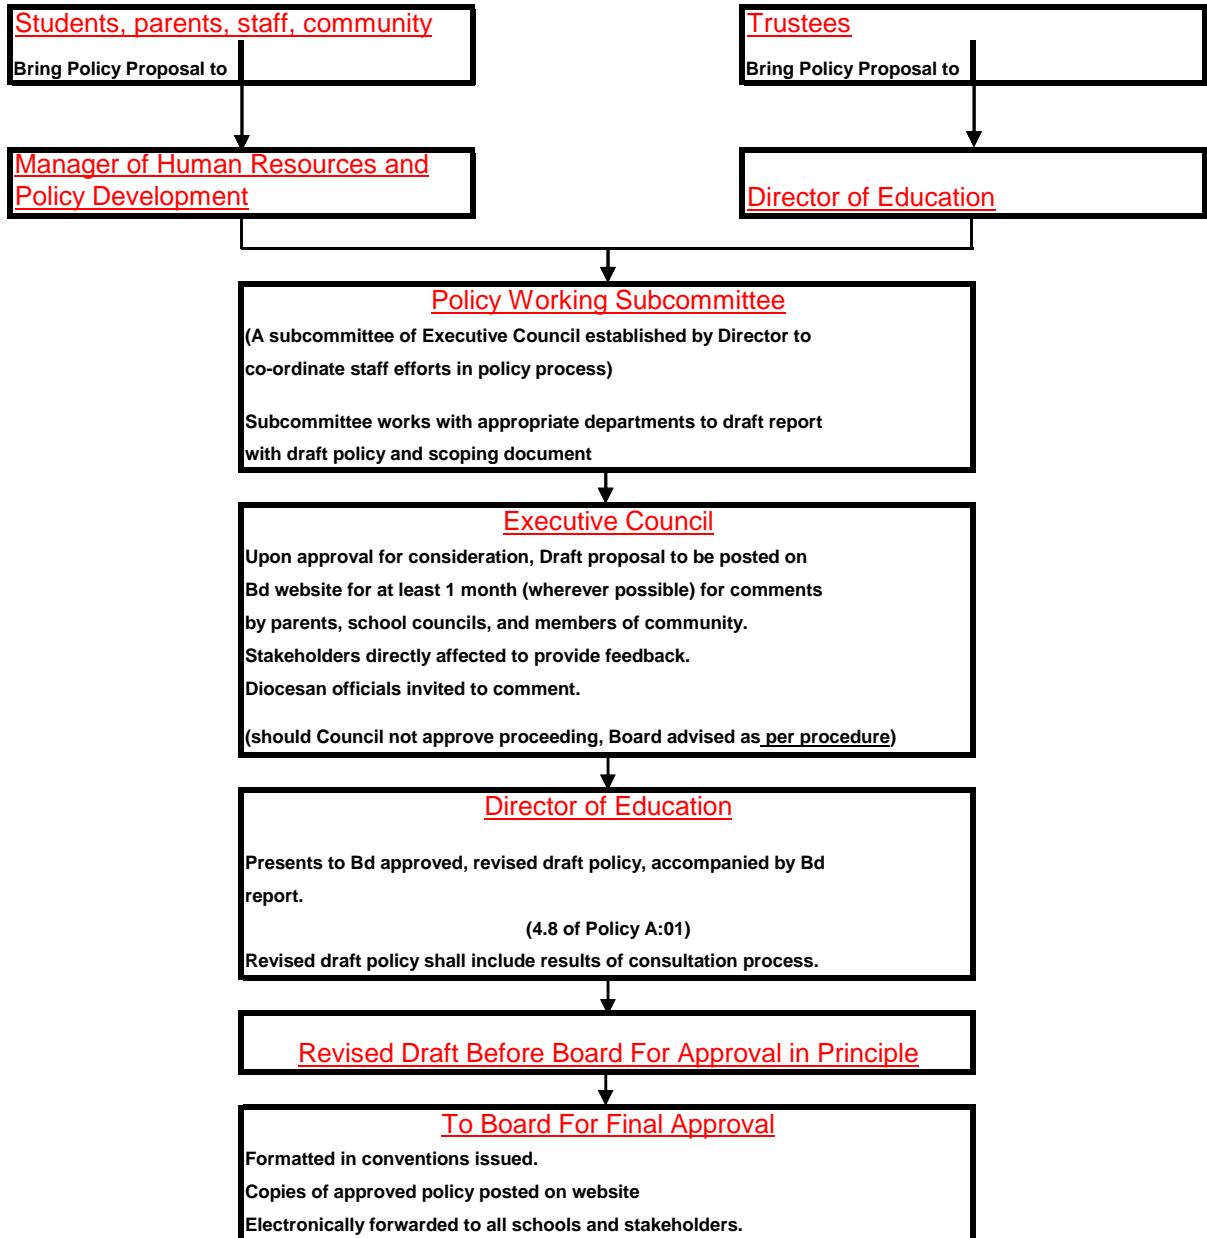 Students, parents, staff, community
Bring Policy Proposal to
Trustees
Bring Policy Proposal to
Manager of Human Resources and
Policy Development
Director of Education
Policy Working Subcommittee
(A subcommittee of Executive Council established by Director to
co-ordinate staff efforts in policy process)
Subcommittee works with appropriate departments to draft report
with draft policy and scoping document
Executive Council
Upon approval for consideration, Draft proposal to be posted on
Bd website for at least 1 month (wherever possible) for comments
by parents, school councils, and members of community.
Stakeholders directly affected to provide feedback.
Diocesan officials invited to comment.
(should Council not approve proceeding, Board advised as per procedure)
Director of Education
Presents to Bd approved, revised draft policy, accompanied by Bd
report.
(4.8 of Policy A:01)
Revised draft policy shall include results of consultation process.
Revised Draft Before Board For Approval in Principle
To Board For Final Approval
Formatted in conventions issued.
Copies of approved policy posted on website
Electronically forwarded to all schools and stakeholders.